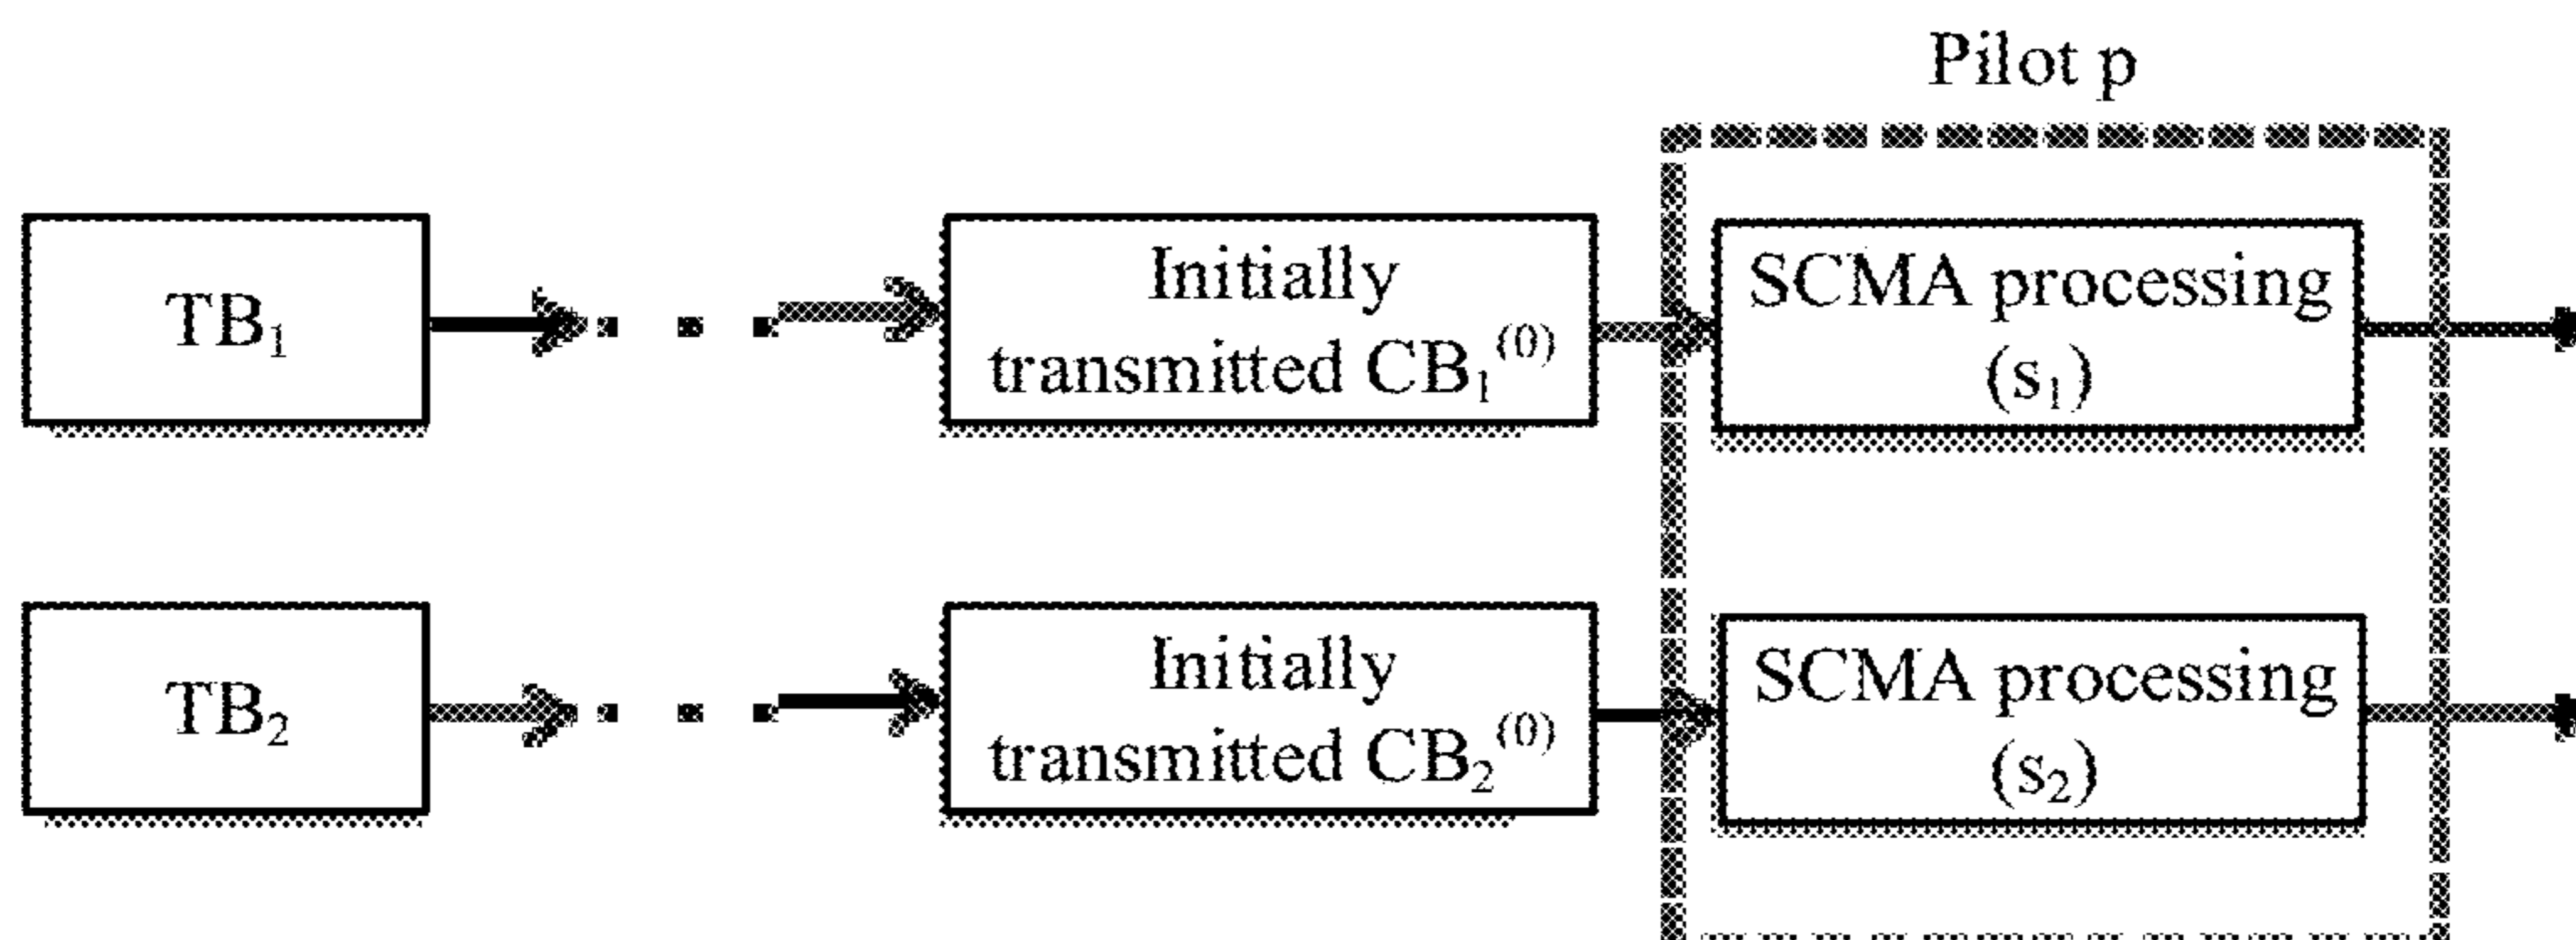 Pilot p
TB₁
Initially
transmitted CB₁⁽⁰⁾
SCMA processing
(s₁)
TB₂
Initially
transmitted CB₂⁽⁰⁾
SCMA processing
(s₂)